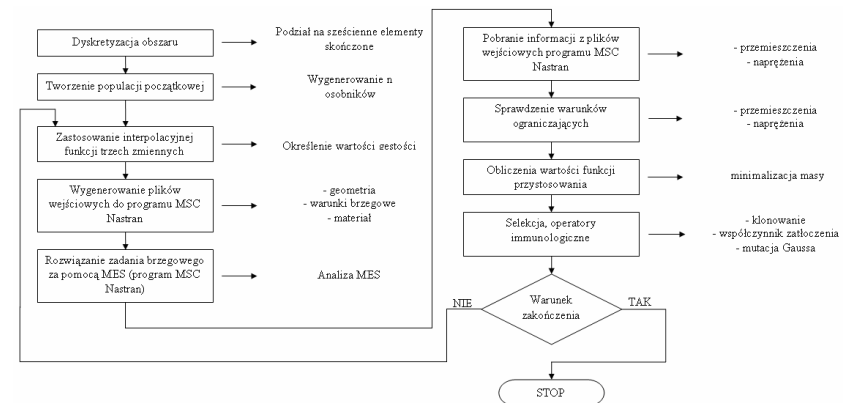 Dyskretyzacja obszaru
Podział na sześcienne elementy
skończone
Tworzenie populacji początkowej
Wygenerowanie n
osobników
Zastosowanie interpolacyjnej
funkcji trzech zmiennych
Określenie wartości gęstości
Wygenerowanie plików
wejściowych do programu MSC
Nastran
- geometria
- warunki brzegowe
- materiał
Rozwiązanie zadania brzegowego
za pomocą MES (program MSC
Nastran)
Analiza MES
Pobranie informacji z plików
wejściowych programu MSC
Nastran
- przemieszczenia
- naprężenia
Sprawdzenie warunków
ograniczających
- przemieszczenia
- naprężenia
Obliczenia wartości funkcji
przystosowania
minimalizacja masy
Selekcja, operatory
immunologiczne
- klonowanie
- współczynnik zatłoczenia
- mutacja Gaussa
NIE
Warunek
zakończenia
TAK
STOP